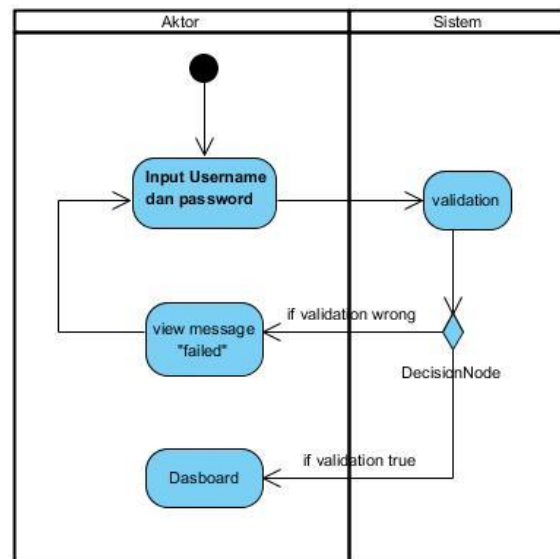 Aktor
Sistem
Input Username
dan password
validation
if validation wrong
view message
"failed"
DecisionNode
if validation true
Dasboard